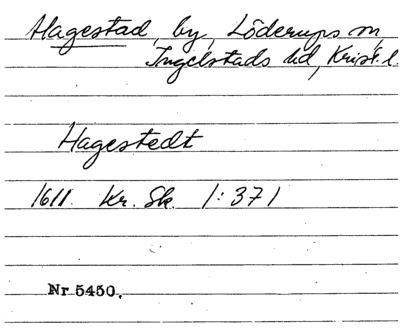 Hagestad, by, Löderups sn,
Ingelstads hd, Krist. l.
Hagestedt
1611. Kr. Sk. 1:371
Nr 5450.